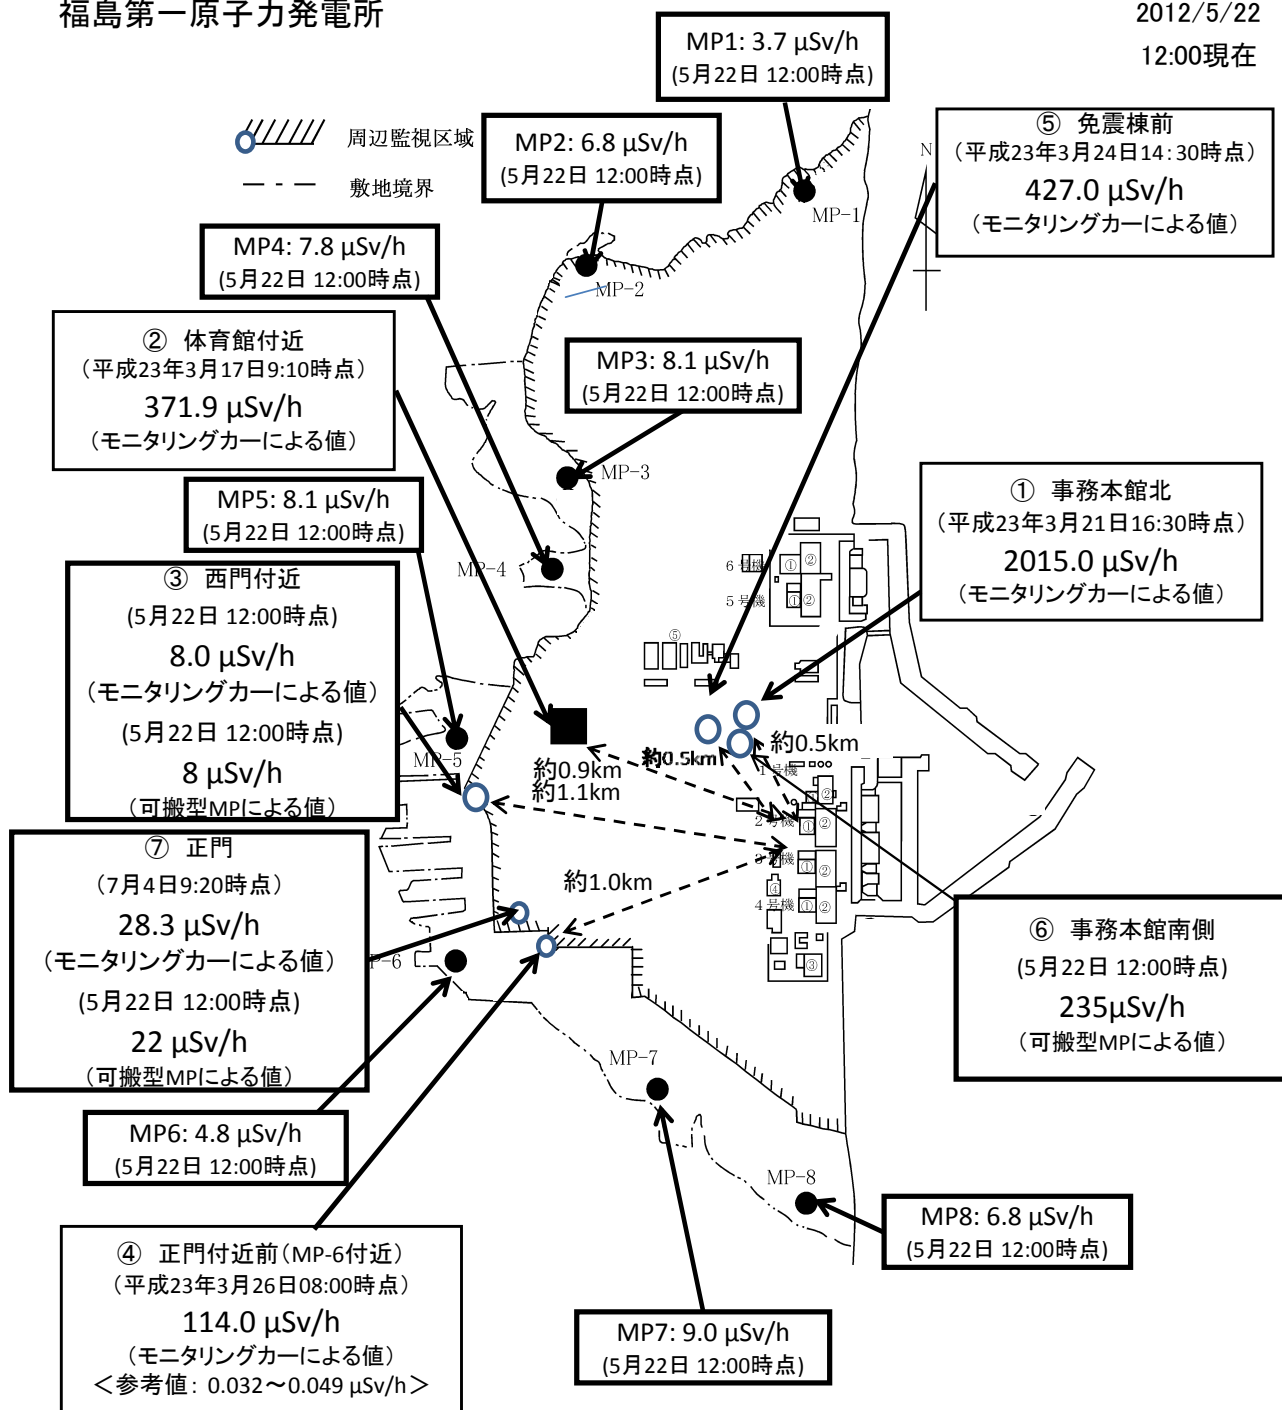 福島第一原子力発電所
2012/5/22
12:00現在
MP1: 3.7 μSv/h
(5月22日 12:00時点)
周辺監視区域
敷地境界
MP2: 6.8 μSv/h
(5月22日 12:00時点)
⑤ 免震棟前
(平成23年3月24日14:30時点)
427.0 μSv/h
(モニタリングカーによる値)
N
MP-1
MP4: 7.8 μSv/h
(5月22日 12:00時点)
MP-2
② 体育館付近
(平成23年3月17日9:10時点)
371.9 μSv/h
(モニタリングカーによる値)
MP3: 8.1 μSv/h
(5月22日 12:00時点)
MP-3
MP5: 8.1 μSv/h
(5月22日 12:00時点)
① 事務本館北
(平成23年3月21日16:30時点)
2015.0 μSv/h
(モニタリングカーによる値)
MP-4
6号機
① ②
5号機
① ②
③ 西門付近
(5月22日 12:00時点)
8.0 μSv/h
(モニタリングカーによる値)
(5月22日 12:00時点)
8 μSv/h
(可搬型MPによる値)
⑤
MP-5
約0.9km
約1.1km
約0.5km
約0.5km
1号機
②
2号機
① ②
3号機
①
②
④
4号機
① ②
③
約1.0km
⑦ 正門
(7月4日9:20時点)
28.3 μSv/h
(モニタリングカーによる値)
(5月22日 12:00時点)
22 μSv/h
(可搬型MPによる値)
P-6
⑥ 事務本館南側
(5月22日 12:00時点)
235μSv/h
(可搬型MPによる値)
MP-7
MP6: 4.8 μSv/h
(5月22日 12:00時点)
MP-8
MP8: 6.8 μSv/h
(5月22日 12:00時点)
④ 正門付近前(MP-6付近)
(平成23年3月26日08:00時点)
114.0 μSv/h
(モニタリングカーによる値)
<参考値: 0.032～0.049 μSv/h>
MP7: 9.0 μSv/h
(5月22日 12:00時点)